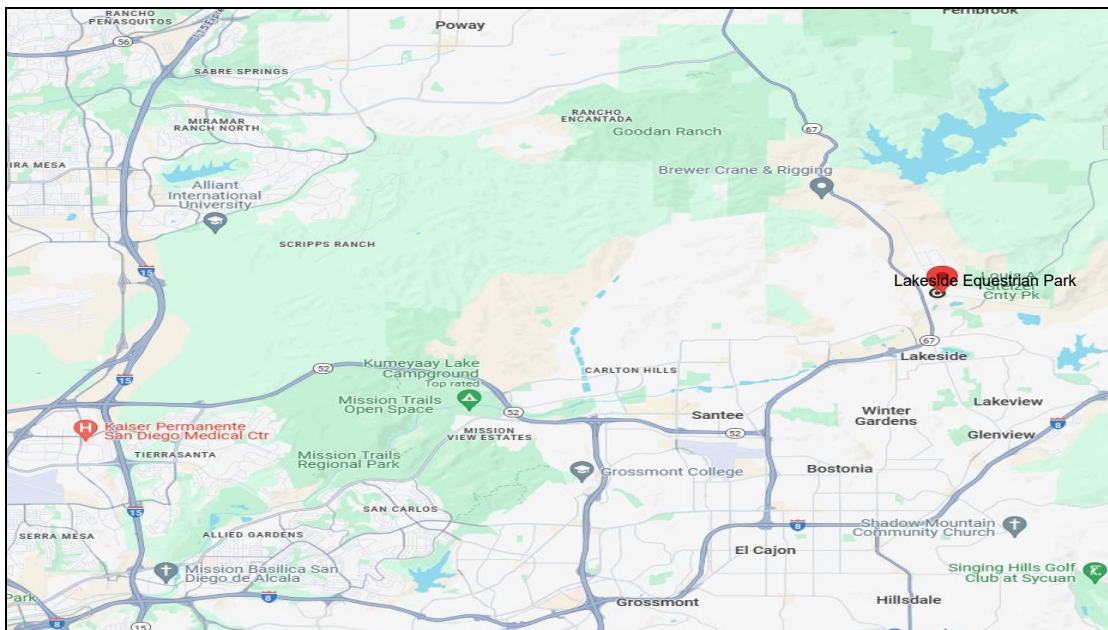 RANCHO
PEÑASQUITOS
Poway
Fernbrook
56
SABRE SPRINGS
MIRAMAR
RANCH NORTH
RANCHO
ENCANTADA
Goodan Ranch
67
IRA MESA
Brewer Crane & Rigging
Alliant
International
University
SCRIPPS RANCH
15
Lakeside Equestrian Park
Louis A
Stelzer
Cnty Pk
67
Lakeside
52
Kumeyaay Lake
Campground
Top rated
CARLTON HILLS
15
Mission Trails
Open Space
52
Santee
52
Winter
Gardens
Lakeview
8
Glenview
Kaiser Permanente
San Diego Medical Ctr
MISSION
VIEW ESTATES
TIERRASANTA
Mission Trails
Regional Park
Grossmont College
Bostonia
15
SAN CARLOS
SERRA MESA
ALLIED GARDENS
8
Shadow Mountain
Community Church
El Cajon
Mission Basilica San
Diego de Alcala
Singing Hills Golf
Club at Sycuan
Park
8
Grossmont
Hillsdale
8
15